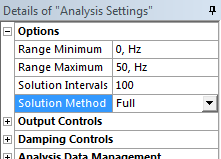 Details of "Analysis Settings"
Options
Range Minimum 0, Hz
Range Maximum 50, Hz
Solution Intervals 100
Solution Method Full
Output Controls
Damping Controls
Analysis Data Management